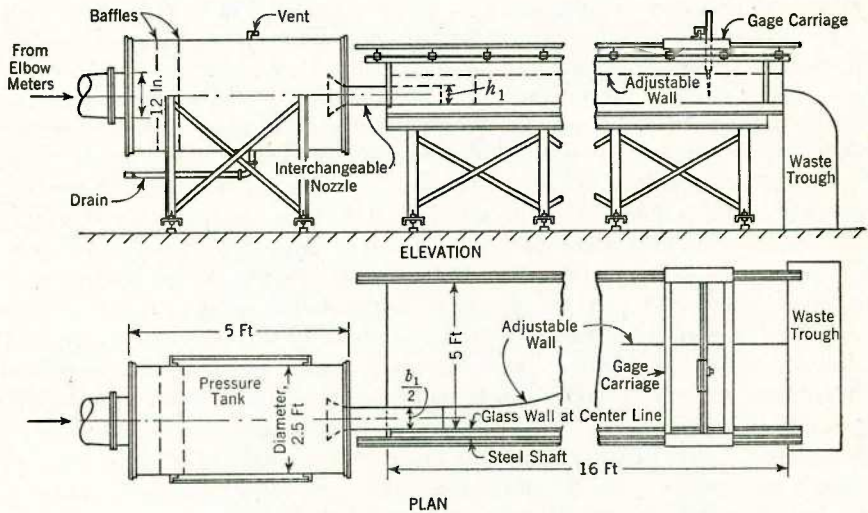 Baffles
Vent
Gage Carriage
From
Elbow
Meters
12 In.
h₁
Adjustable
Wall
Interchangeable
Nozzle
Drain
Waste
Trough
ELEVATION
5 Ft
Pressure
Tank
Diameter,
2.5 Ft
b₁
2
5 Ft
Adjustable
Wall
Gage
Carriage
Waste
Trough
Glass Wall at Center Line
Steel Shaft
16 Ft
PLAN